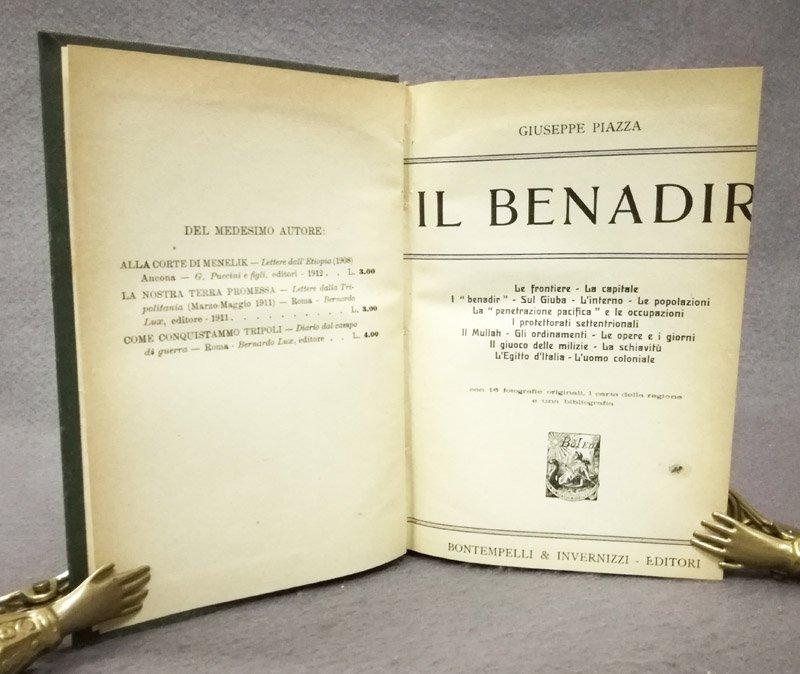 DEL MEDESIMO AUTORE:
ALLA CORTE DI MENELIK — Lettere dall'Etiopia (1908)
Ancona — G. Puccini e figli, editori - 1912 . . L. 3.00
LA NOSTRA TERRA PROMESSA — Lettere dalla Tri-
politania (Marzo-Maggio 1911) — Roma - Bernardo
Lux, editore - 1911 . . . . . . . . . . . L. 3.00
COME CONQUISTAMMO TRIPOLI — Diario dal campo
di guerra — Roma - Bernardo Lux, editore . . L. 4.00
GIUSEPPE PIAZZA
IL BENADIR
Le frontiere - La capitale
I "benadir" - Sul Giuba - L'interno - Le popolazioni
La "penetrazione pacifica" e le occupazioni
I protettorati settentrionali
Il Mullah - Gli ordinamenti - Le opere e i giorni
Il giuoco delle milizie - La schiavitù
L'Egitto d'Italia - L'uomo coloniale
con 16 fotografie originali, 1 carta della regione
e una bibliografia
BONTEMPELLI & INVERNIZZI - EDITORI